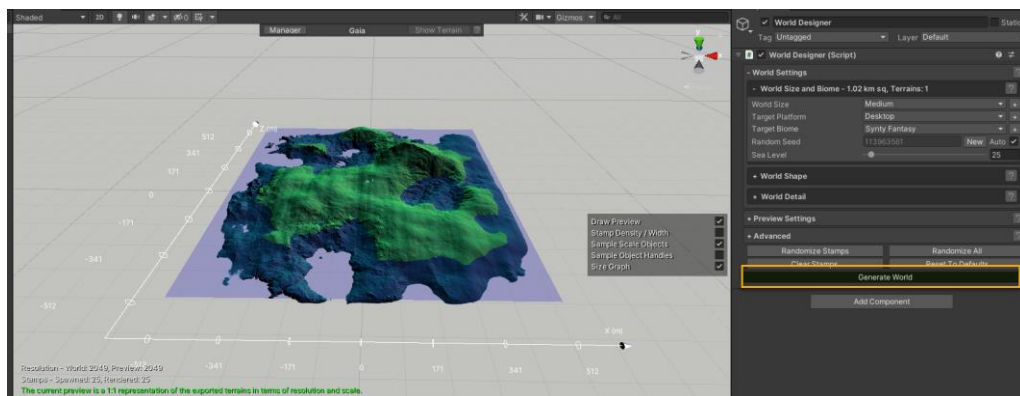 Shaded 2D Gizmos All
Manager Gaia Show Terrain
y
x
Z (m)
512
341
171
0
-171
-341
-512
X (m)
-512 -341 -171 0 171 341 512
Draw Preview
Stamp Density / Width
Sample Scale Objects
Sample Object Handles
Size Graph
Resolution - World: 2049, Preview: 2049
Stamps - Spawned: 25, Rendered: 25
The current preview is a 1:1 representation of the exported terrains in terms of resolution and scale.
World Designer Static
Tag Untagged Layer Default
World Designer (Script)
- World Settings
- World Size and Biome - 1.02 km sq, Terrains: 1
World Size Medium
Target Platform Desktop
Target Biome Synty Fantasy
Random Seed New Auto
Sea Level 25
+ World Shape
+ World Detail
+ Preview Settings
+ Advanced
Randomize Stamps Randomize All
Clear Stamps Reset To Defaults
Generate World
Add Component